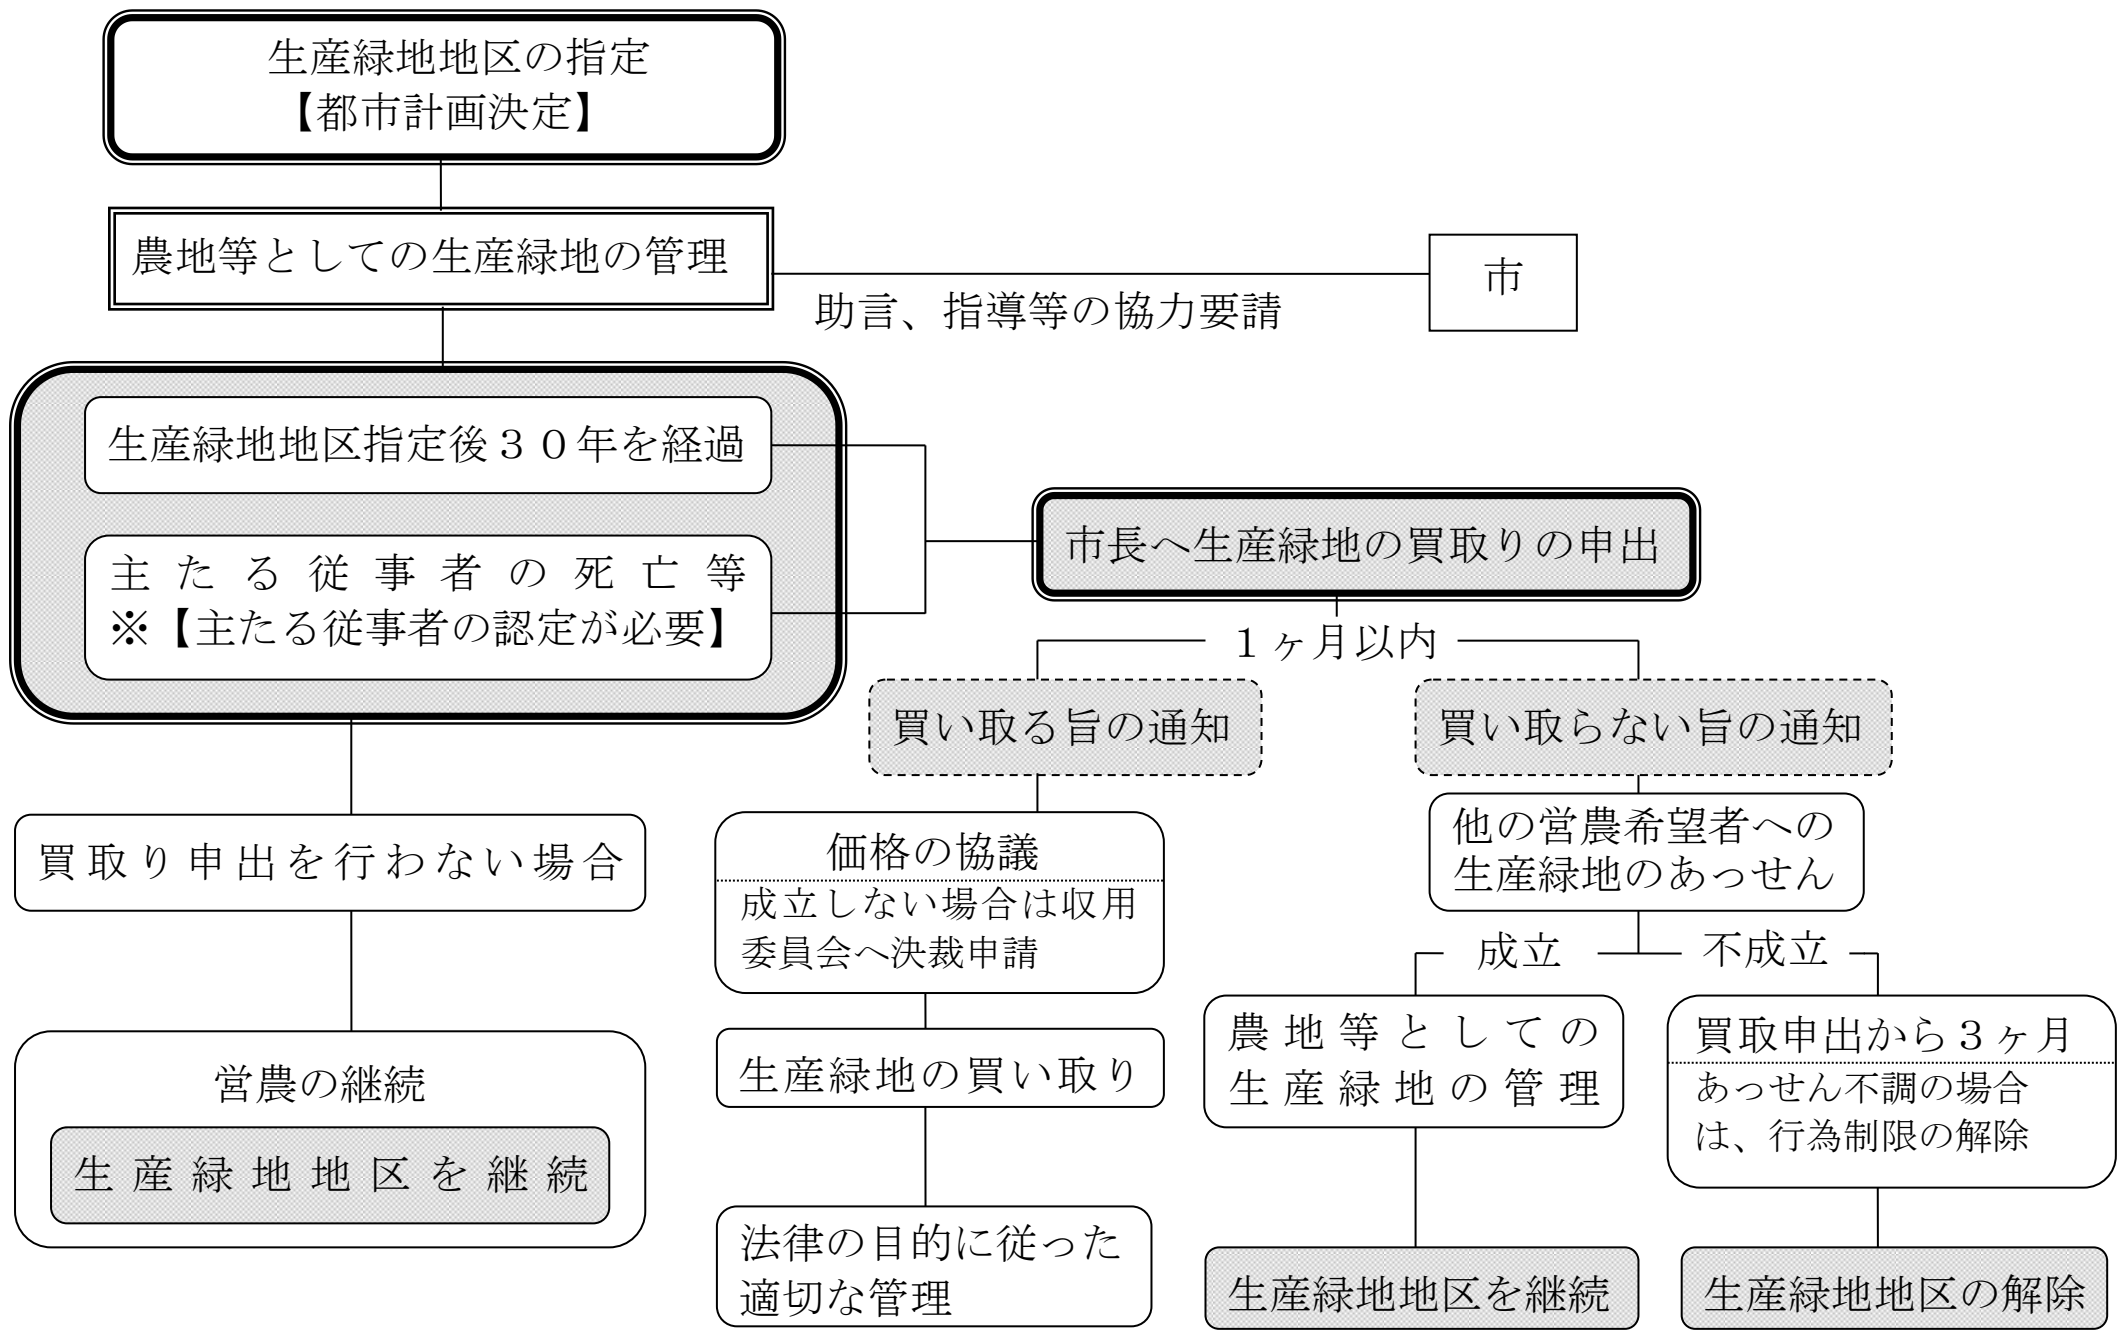 生産緑地地区の指定
【都市計画決定】
農地等としての生産緑地の管理
市
助言、指導等の協力要請
生産緑地地区指定後３０年を経過
主たる従事者の死亡等
※【主たる従事者の認定が必要】
市長へ生産緑地の買取りの申出
１ヶ月以内
買い取る旨の通知
買い取らない旨の通知
買取り申出を行わない場合
営農の継続
生産緑地地区を継続
価格の協議
成立しない場合は収用
委員会へ決裁申請
生産緑地の買い取り
法律の目的に従った
適切な管理
他の営農希望者への
生産緑地のあっせん
成立
不成立
農地等としての
生産緑地の管理
生産緑地地区を継続
買取申出から３ヶ月
あっせん不調の場合
は、行為制限の解除
生産緑地地区の解除